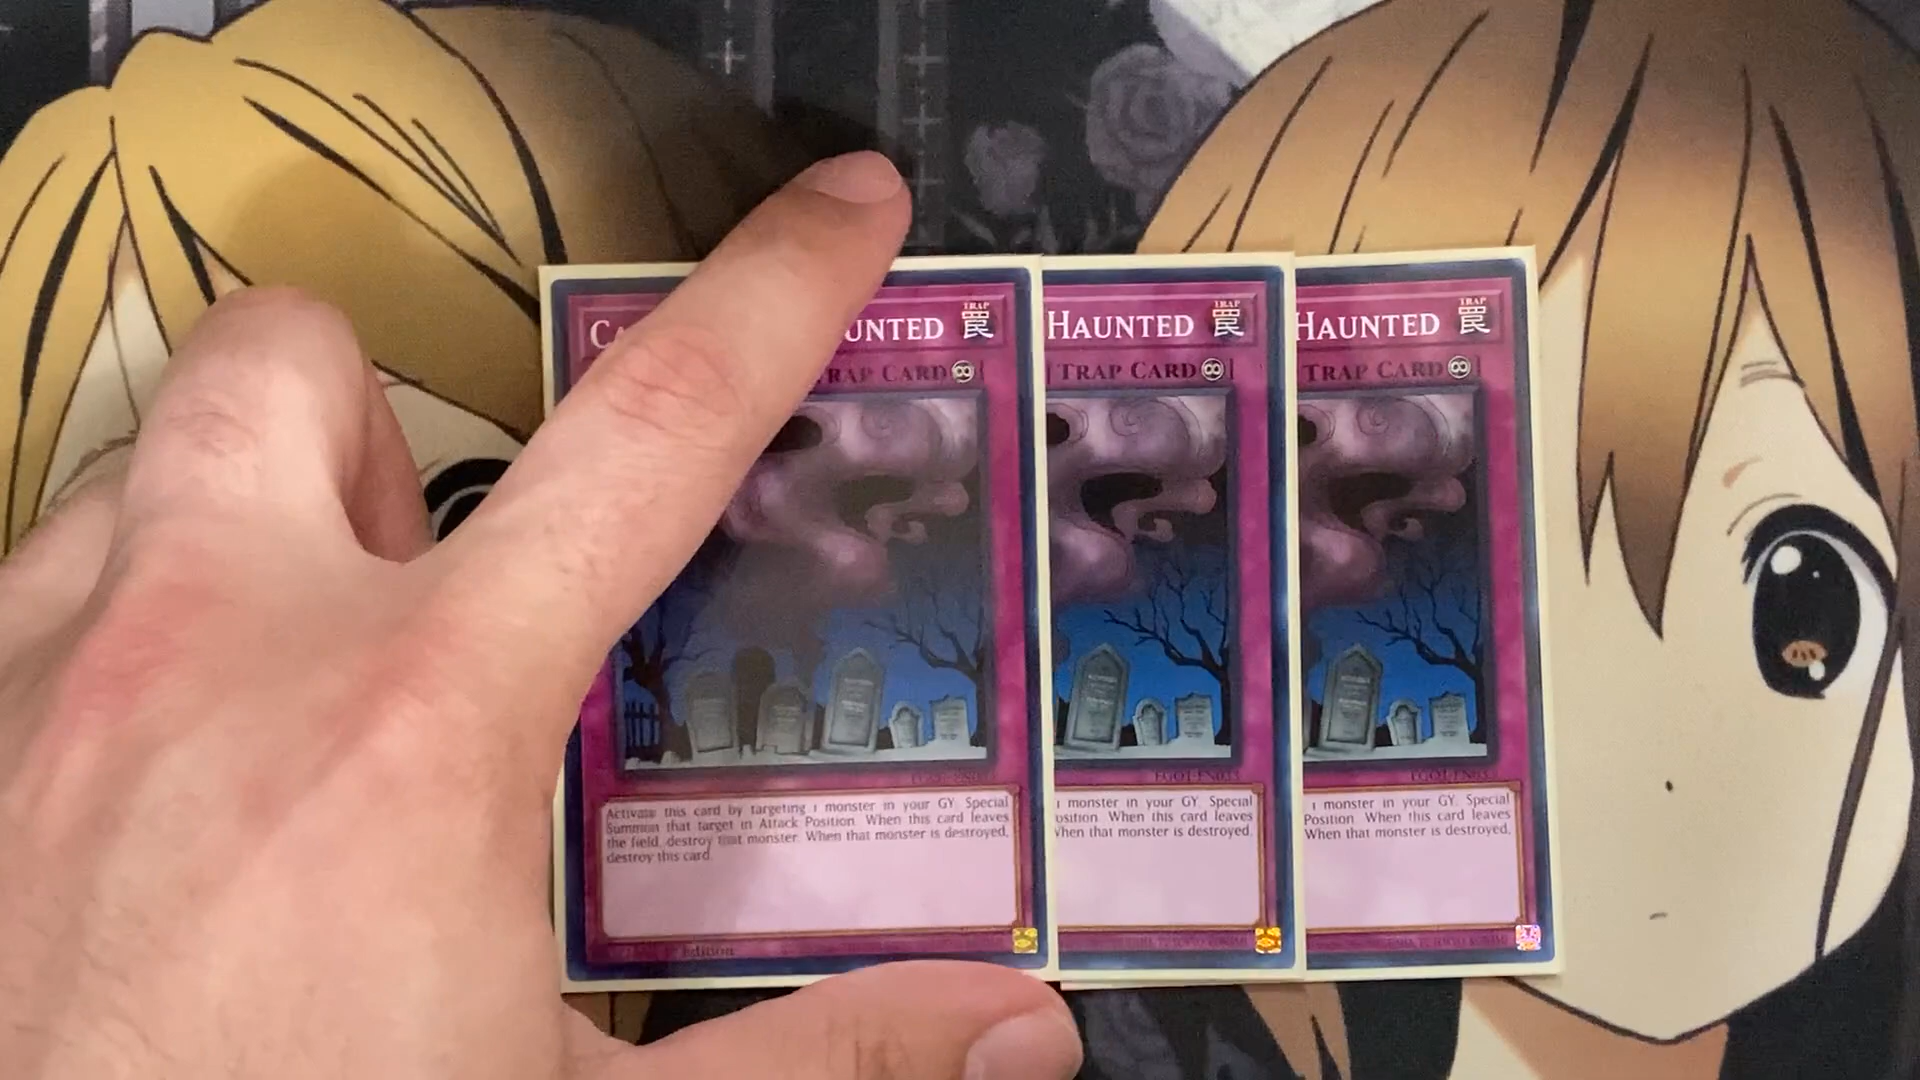 TRAP
TRAP
TRAP
UNTED 罠
HAUNTED 罠
HAUNTED 罠
TRAP CARD
TRAP CARD
TRAP CARD
Activate this card by targeting 1 monster in your GY. Special
Summon that target in Attack Position. When this card leaves
the field, destroy that monster. When that monster is destroyed,
destroy this card.
1 monster in your GY. Special
osition. When this card leaves
When that monster is destroyed,
1 monster in your GY. Special
Position. When this card leaves
When that monster is destroyed,
Edition